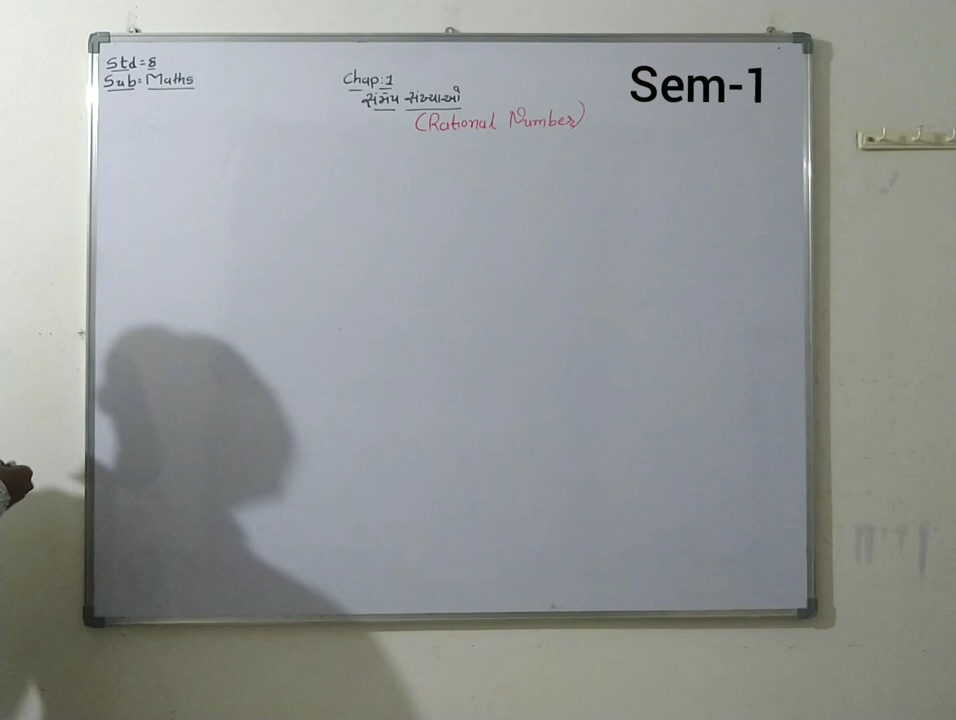 Std = 8
Sub = Maths
Chap:1
સંમેય સંખ્યાઓ
(Rational Number)
Sem-1